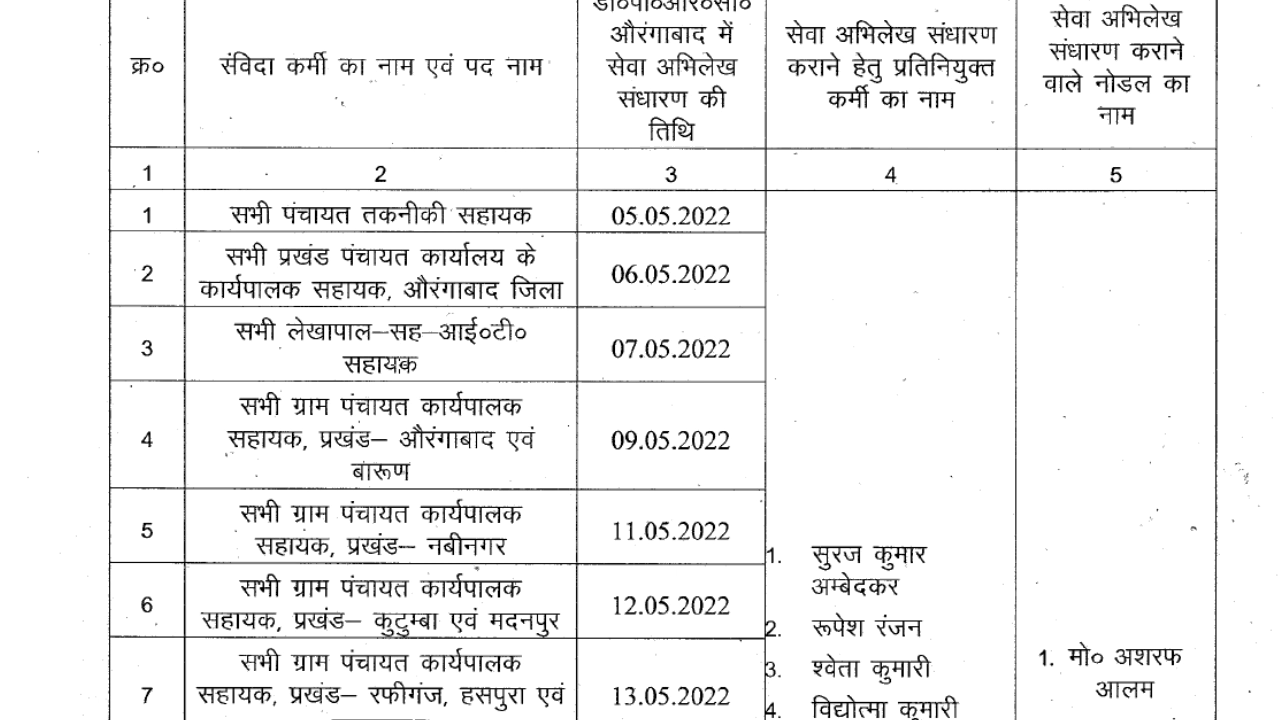 क्र०
संविदा कर्मी का नाम एवं पद नाम
डी०पी०आर०सी०
औरंगाबाद में
सेवा अभिलेख
संधारण की
तिथि
सेवा अभिलेख संधारण
कराने हेतु प्रतिनियुक्त
कर्मी का नाम
सेवा अभिलेख
संधारण कराने
वाले नोडल का
नाम
1 2 3 4 5
1 सभी पंचायत तकनीकी सहायक 05.05.2022
2 सभी प्रखंड पंचायत कार्यालय के
कार्यपालक सहायक, औरंगाबाद जिला 06.05.2022
3 सभी लेखापाल–सह–आई०टी०
सहायक 07.05.2022
4 सभी ग्राम पंचायत कार्यपालक
सहायक, प्रखंड– औरंगाबाद एवं
बारूण 09.05.2022
5 सभी ग्राम पंचायत कार्यपालक
सहायक, प्रखंड– नबीनगर 11.05.2022
6 सभी ग्राम पंचायत कार्यपालक
सहायक, प्रखंड– कुटुम्बा एवं मदनपुर 12.05.2022
7 सभी ग्राम पंचायत कार्यपालक
सहायक, प्रखंड– रफीगंज, हसपुरा एवं 13.05.2022
1. सुरज कुमार
अम्बेदकर
2. रूपेश रंजन
3. श्वेता कुमारी
4. विद्योत्मा कुमारी
1. मो० अशरफ
आलम